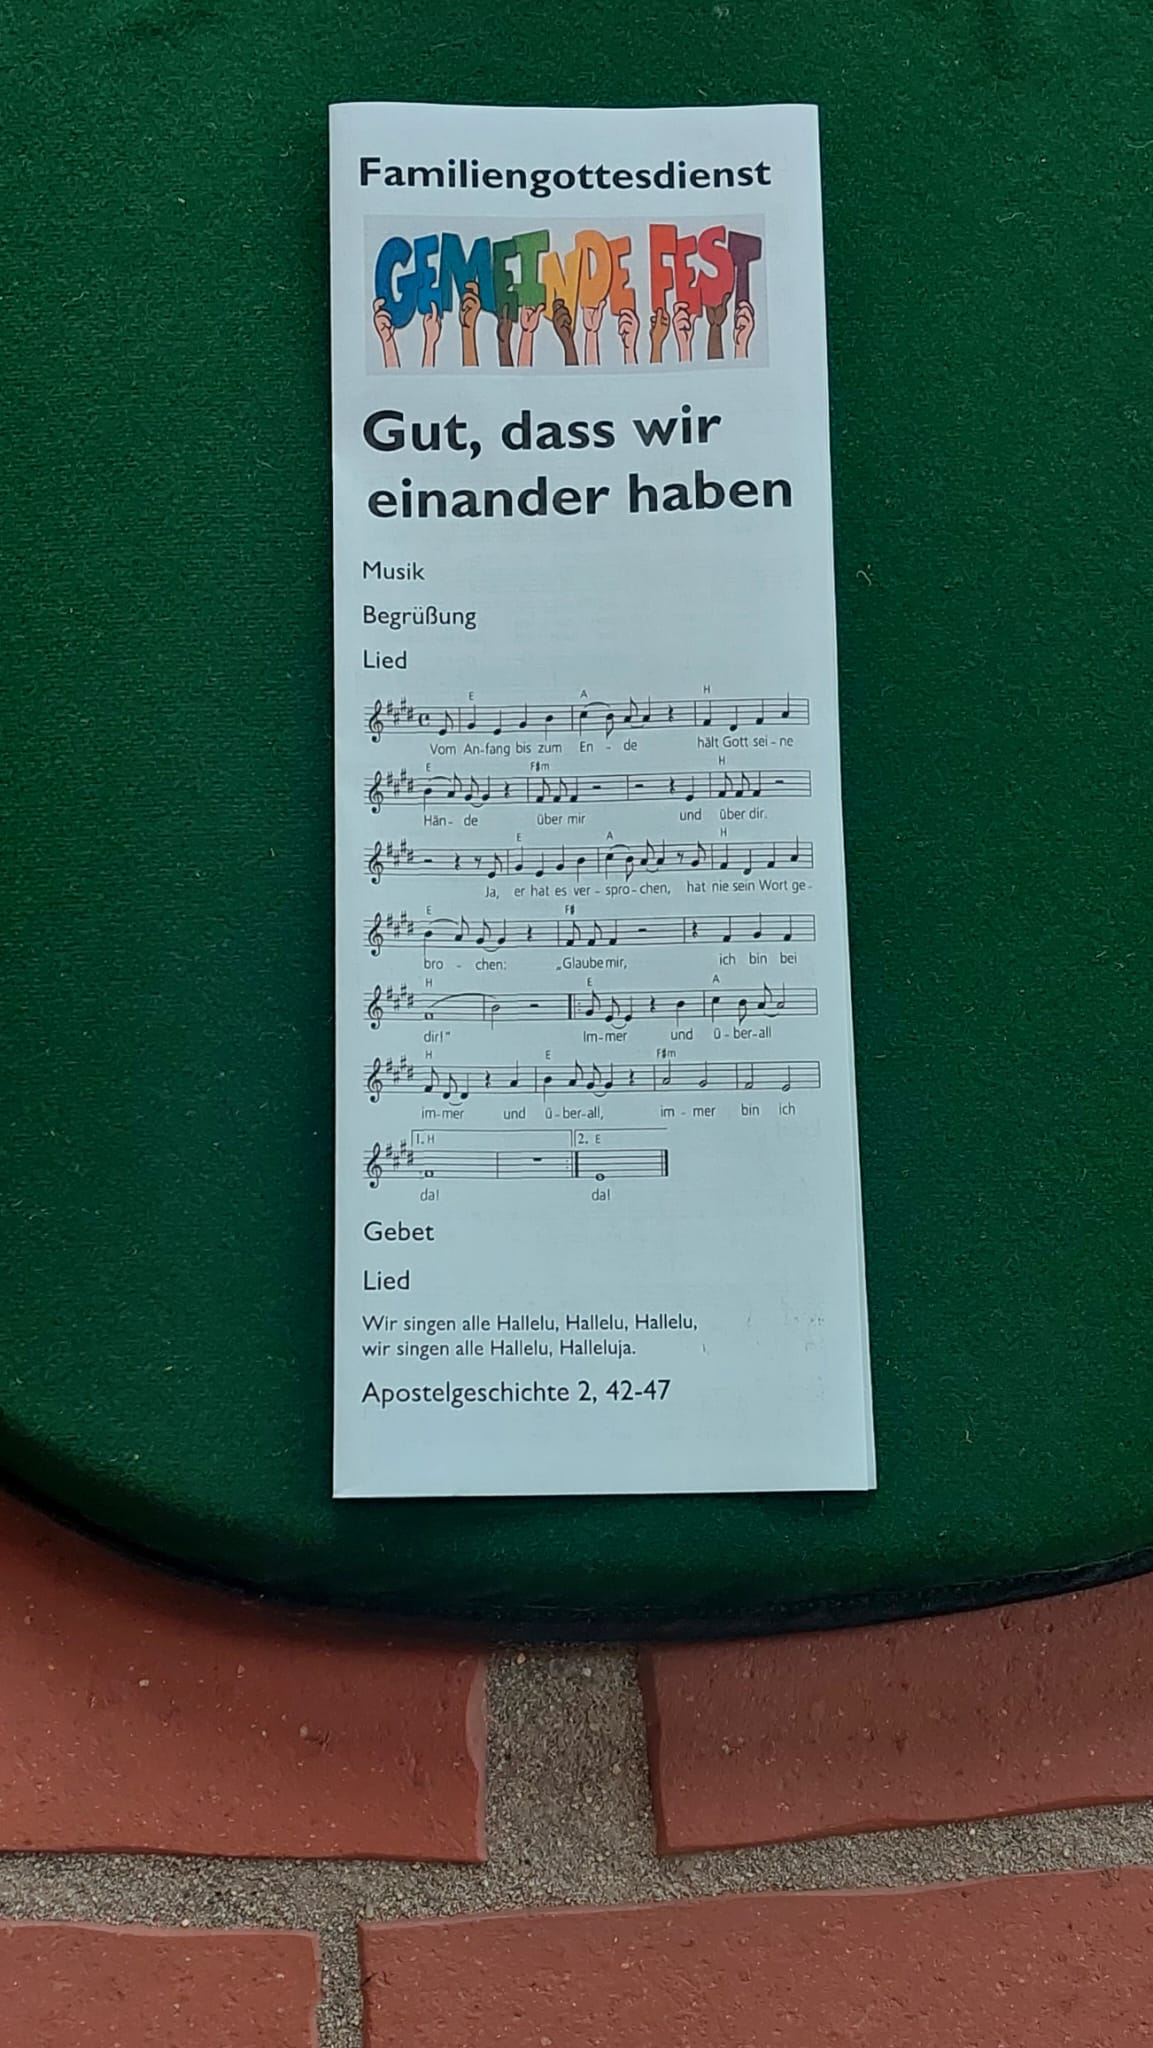 Familiengottesdienst
GEMEINDE FEST
Gut, dass wir
einander haben
Musik
Begrüßung
Lied
E A H
Vom An-fang bis zum En - de hält Gott sei - ne
E F#m H
Hän - de über mir und über dir.
E A H
Ja, er hat es ver - spro - chen, hat nie sein Wort ge -
E F#
bro - chen: „Glaube mir, ich bin bei
H E A
dir!" Im-mer und ü - ber-all
H E F#m
im-mer und ü - ber-all, im - mer bin ich
1. H 2. E
da! da!
Gebet
Lied
Wir singen alle Hallelu, Hallelu, Hallelu,
wir singen alle Hallelu, Halleluja.
Apostelgeschichte 2, 42-47